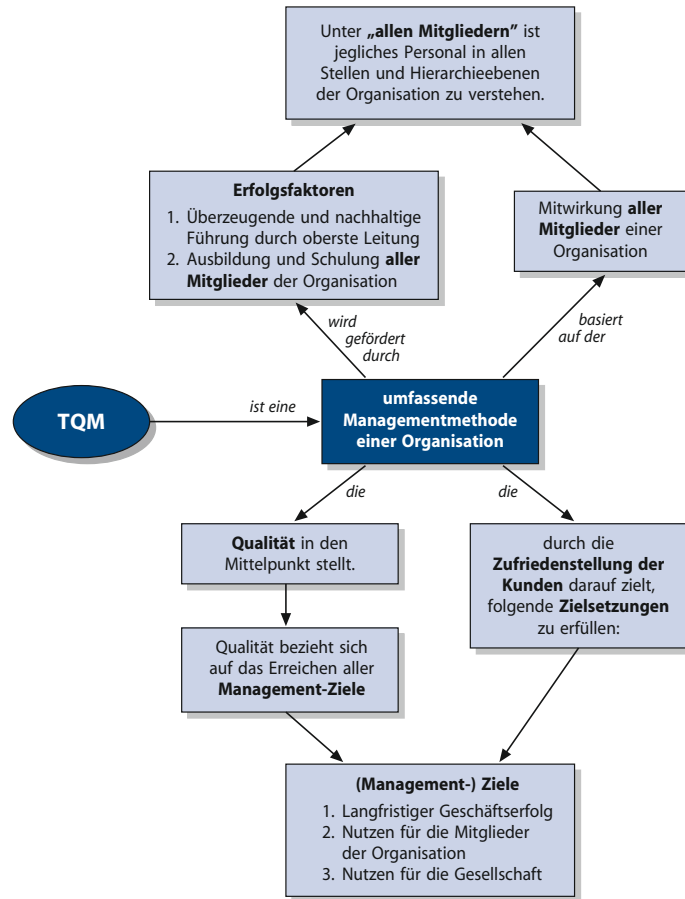 Unter „allen Mitgliedern” ist
jegliches Personal in allen
Stellen und Hierarchieebenen
der Organisation zu verstehen.
Erfolgsfaktoren
1. Überzeugende und nachhaltige
Führung durch oberste Leitung
2. Ausbildung und Schulung aller
Mitglieder der Organisation
Mitwirkung aller
Mitglieder einer
Organisation
wird
gefördert
durch
basiert
auf der
TQM
ist eine
umfassende
Managementmethode
einer Organisation
die
die
Qualität in den
Mittelpunkt stellt.
durch die
Zufriedenstellung der
Kunden darauf zielt,
folgende Zielsetzungen
zu erfüllen:
Qualität bezieht sich
auf das Erreichen aller
Management-Ziele
(Management-) Ziele
1. Langfristiger Geschäftserfolg
2. Nutzen für die Mitglieder
der Organisation
3. Nutzen für die Gesellschaft